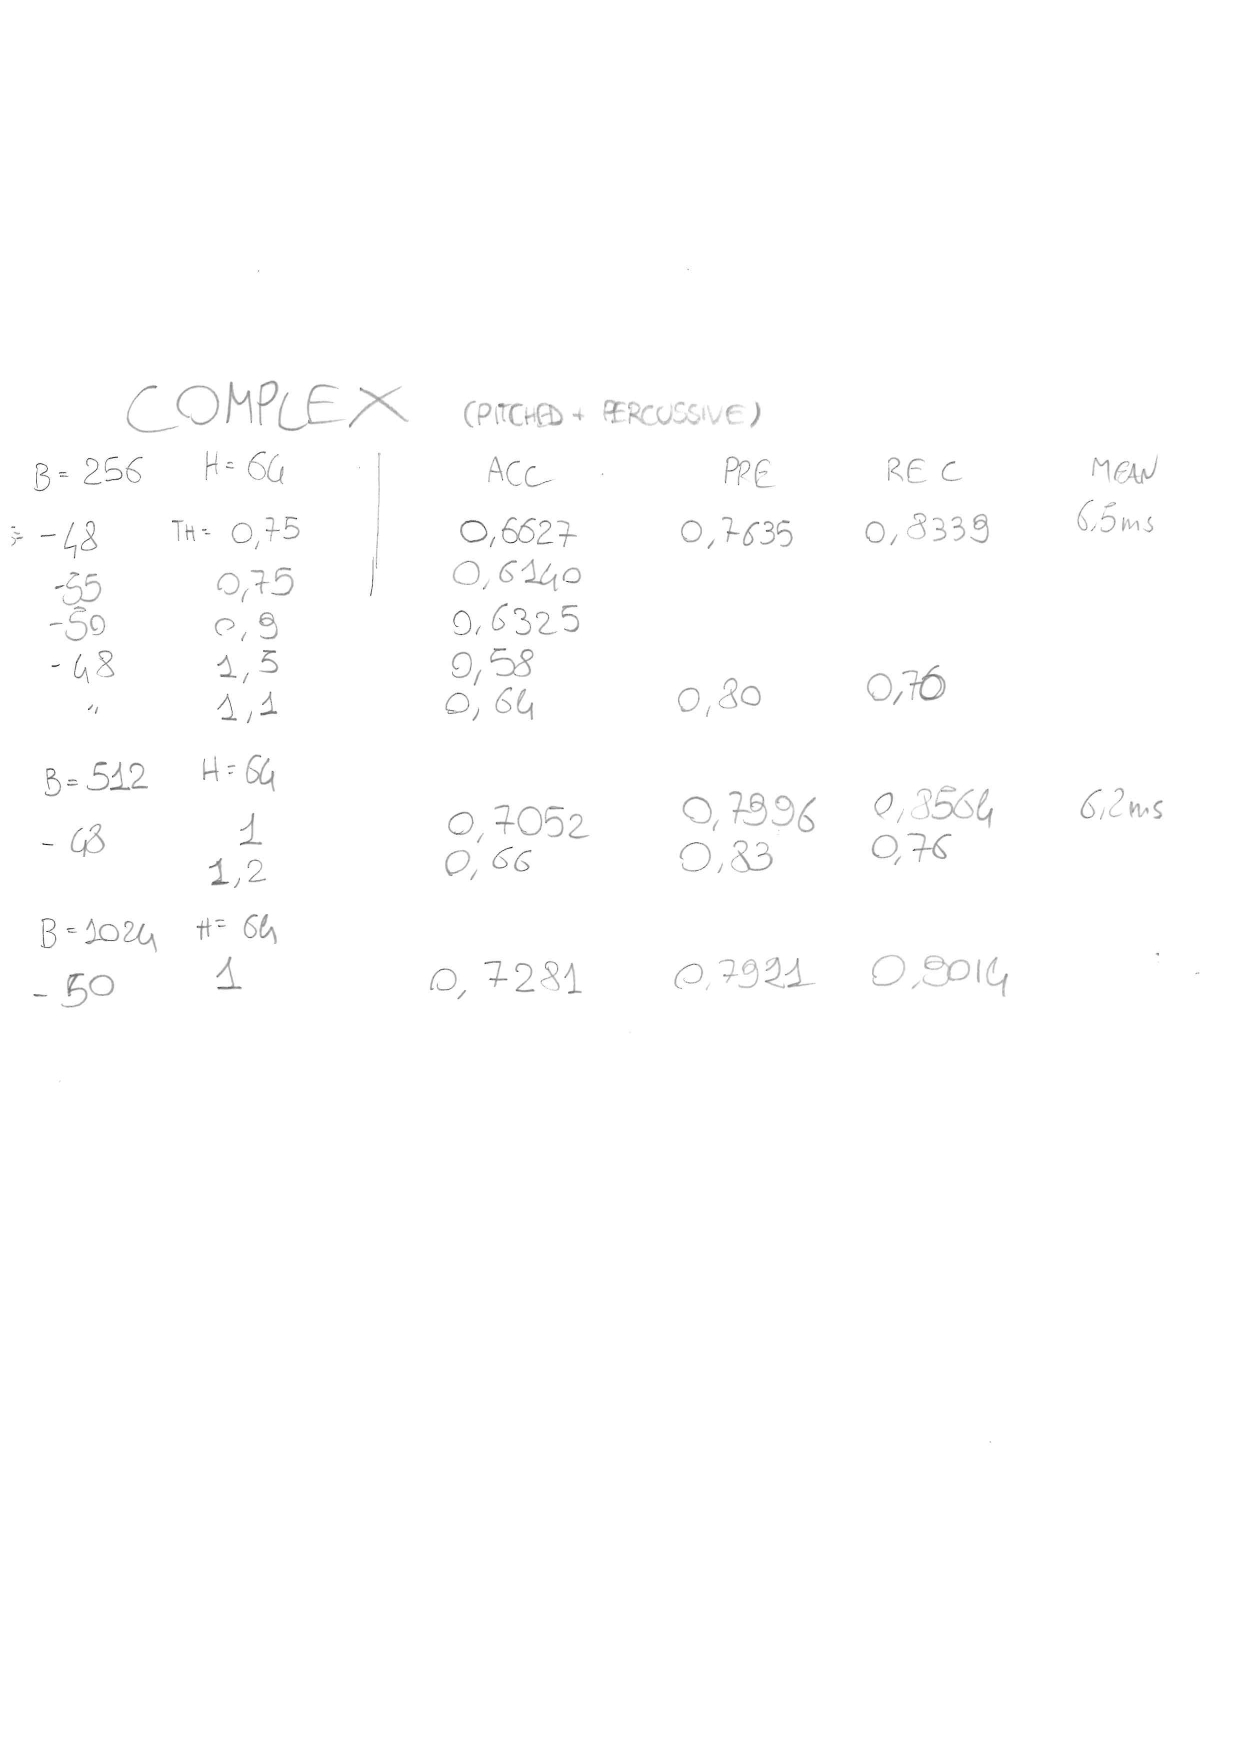 COMPLEX (PITCHED + PERCUSSIVE)
B= 256 H= 64 ACC PRE REC MEAN
-48 TH= 0,75 0,6627 0,7635 0,8339 6,5ms
-55 0,75 0,6140
-50 0,9 0,6325
-48 1,5 0,58
" 1,1 0,64 0,80 0,76
B= 512 H= 64
-48 1 0,7052 0,7996 0,8564 6,2ms
1,2 0,66 0,83 0,76
B=1024 H= 64
-50 1 0,7281 0,7921 0,9014